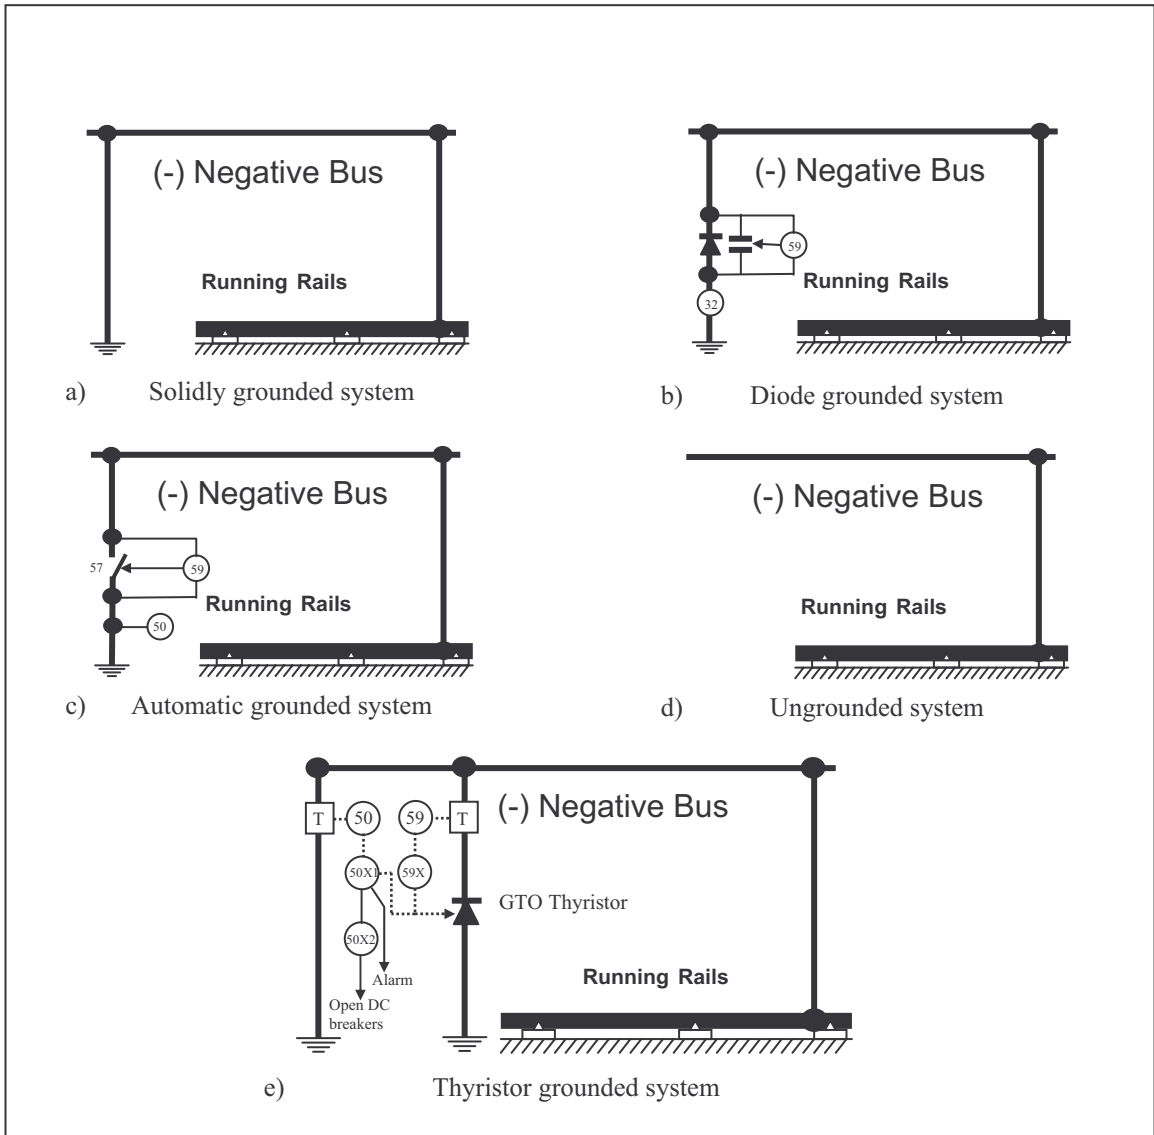 (-) Negative Bus
Running Rails
a) Solidly grounded system
(-) Negative Bus
59
32
Running Rails
b) Diode grounded system
(-) Negative Bus
57
59
50
Running Rails
c) Automatic grounded system
(-) Negative Bus
Running Rails
d) Ungrounded system
T
50
59
T
(-) Negative Bus
50X1
59X
GTO Thyristor
50X2
Alarm
Open DC
breakers
Running Rails
e) Thyristor grounded system